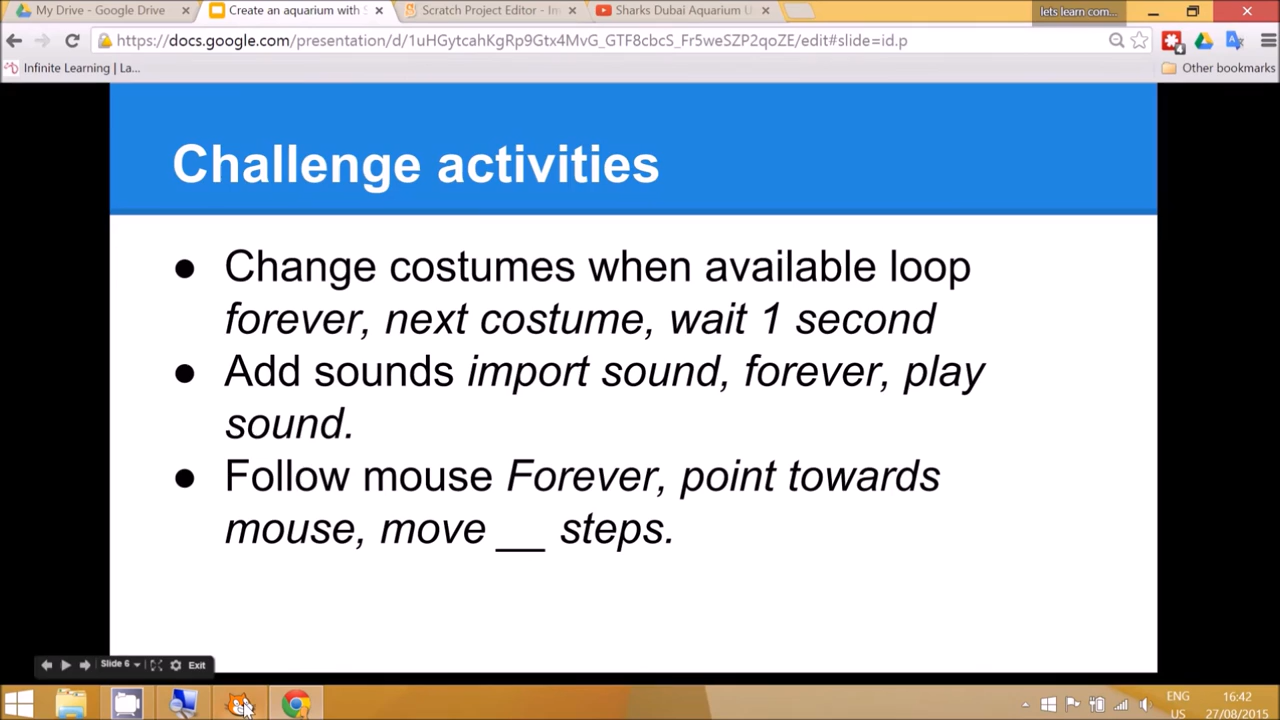 My Drive - Google Drive
Create an aquarium with S
Scratch Project Editor - Im
Sharks Dubai Aquarium U
lets learn com...
https://docs.google.com/presentation/d/1uHGytcahKgRp9Gtx4MvG_GTF8cbcS_Fr5weSZP2qoZE/edit#slide=id.p
Infinite Learning | La...
Other bookmarks
Challenge activities
● Change costumes when available loop
forever, next costume, wait 1 second
● Add sounds import sound, forever, play
sound.
● Follow mouse Forever, point towards
mouse, move __ steps.
Slide 6
Exit
ENG
16:42
US
27/08/2015